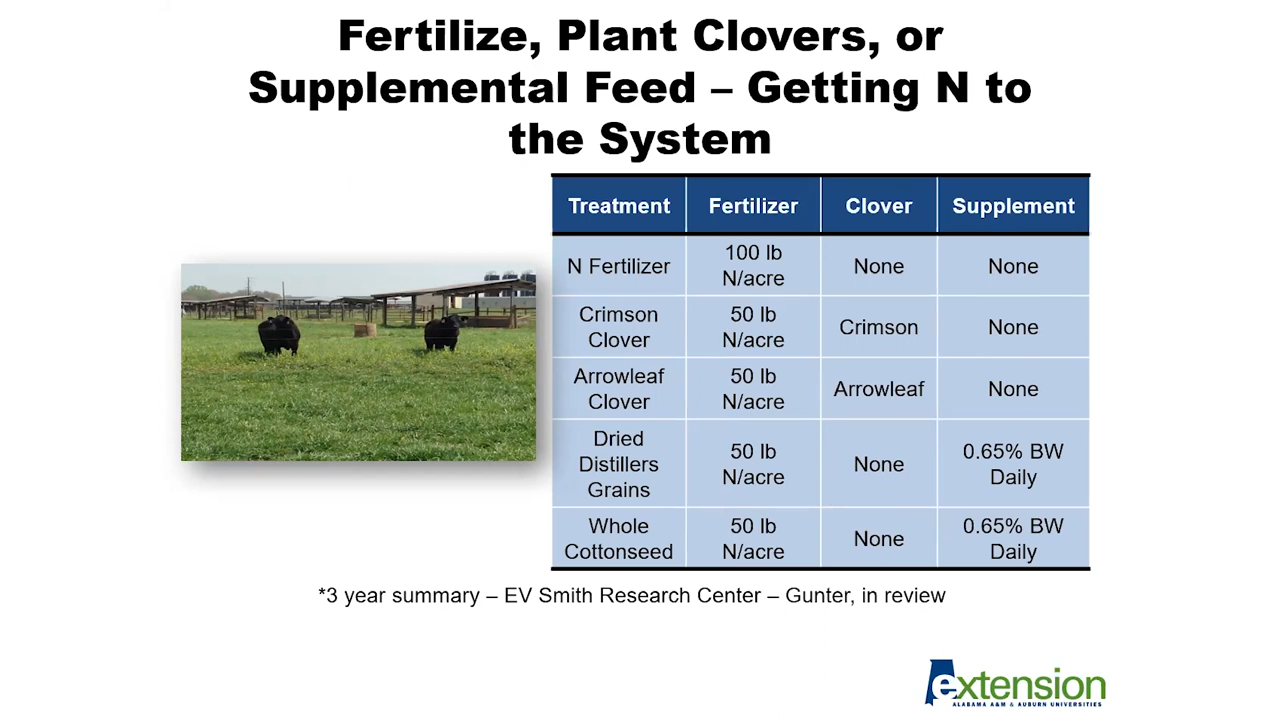 Fertilize, Plant Clovers, or
Supplemental Feed – Getting N to
the System
Treatment Fertilizer Clover Supplement
N Fertilizer 100 lb N/acre None None
Crimson Clover 50 lb N/acre Crimson None
Arrowleaf Clover 50 lb N/acre Arrowleaf None
Dried Distillers Grains 50 lb N/acre None 0.65% BW Daily
Whole Cottonseed 50 lb N/acre None 0.65% BW Daily
*3 year summary – EV Smith Research Center – Gunter, in review
extension
ALABAMA A&M & AUBURN UNIVERSITIES